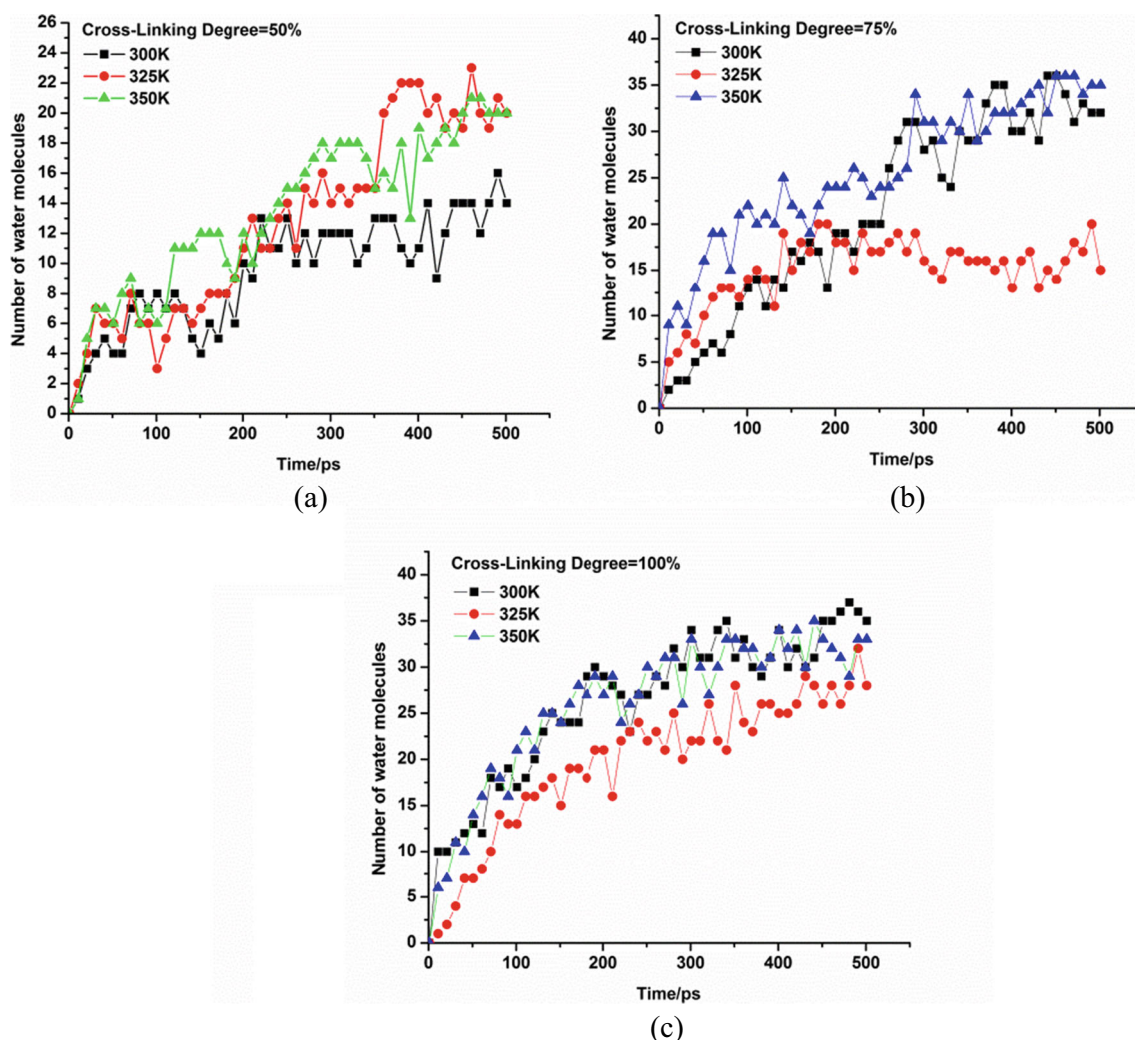 Cross-Linking Degree=50%
300K
325K
350K
26
24
22
20
18
16
14
12
10
8
6
4
2
0
Number of water molecules
0 100 200 300 400 500
Time/ps
(a)
Cross-Linking Degree=75%
300K
325K
350K
40
35
30
25
20
15
10
5
0
Number of water molecules
0 100 200 300 400 500
Time/ps
(b)
Cross-Linking Degree=100%
300K
325K
350K
40
35
30
25
20
15
10
5
0
Number of water molecules
0 100 200 300 400 500
Time/ps
(c)